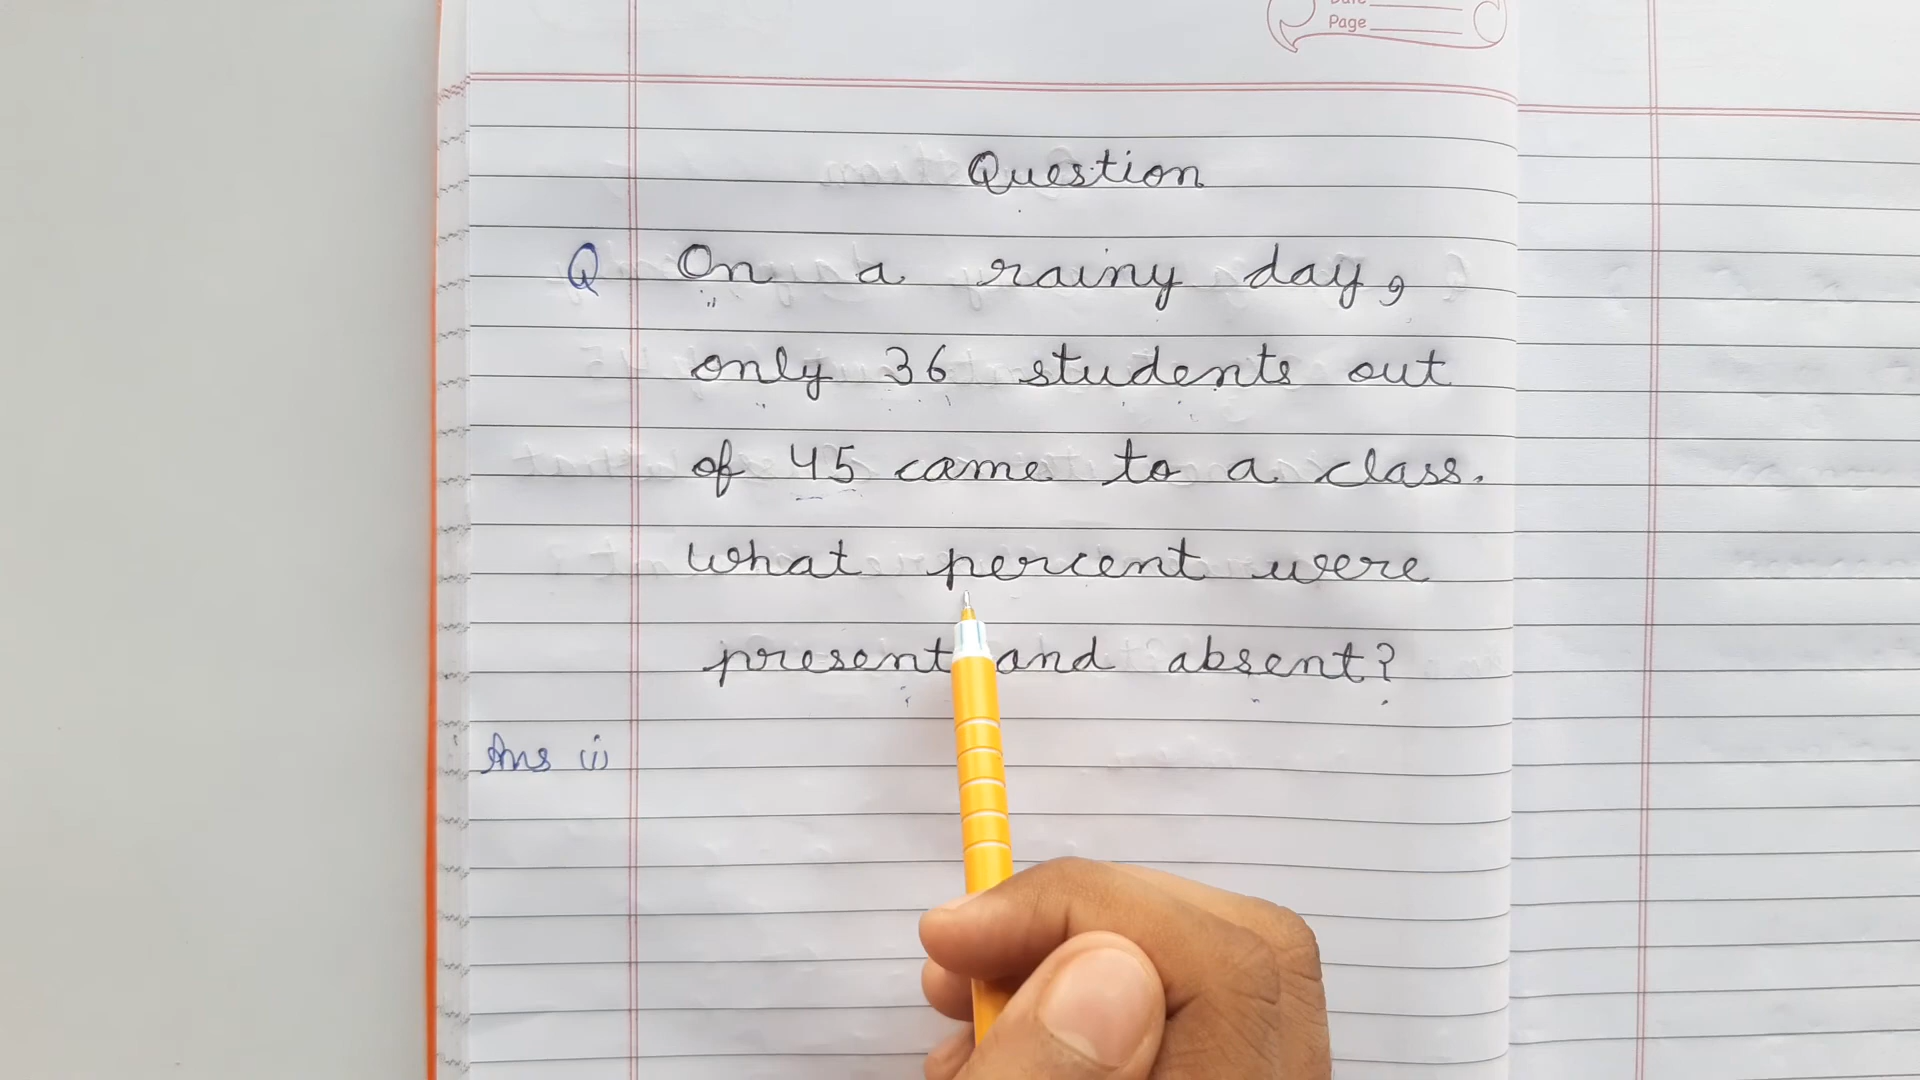 Date
Page
Question
Q On a rainy day,
only 36 students out
of 45 came to a class.
What percent were
present and absent?
Ans (i)